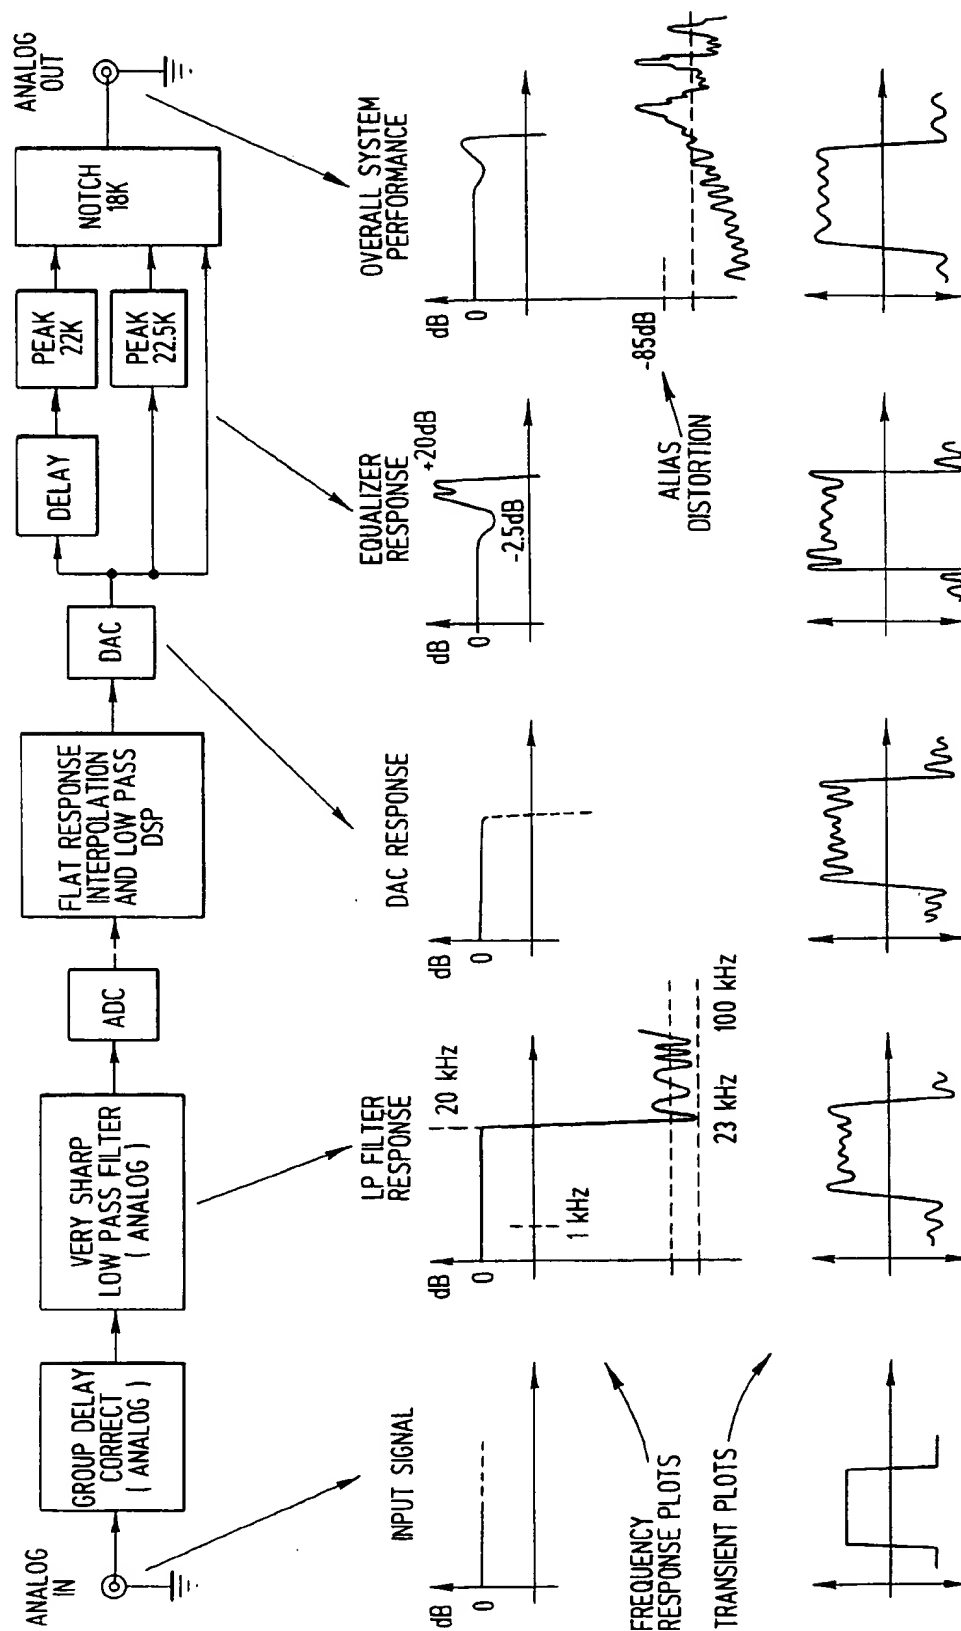 ANALOG
IN
GROUP DELAY
CORRECT
( ANALOG )
VERY SHARP
LOW PASS FILTER
( ANALOG )
ADC
FLAT RESPONSE
INTERPOLATION
AND LOW PASS
DSP
DAC
DELAY
PEAK
22K
PEAK
22.5K
NOTCH
18K
ANALOG
OUT
INPUT SIGNAL
dB
0
LP FILTER
RESPONSE
dB
0
20 kHz
1 kHz
23 kHz
100 kHz
DAC RESPONSE
dB
0
EQUALIZER
RESPONSE
dB
0
+20dB
-2.5dB
OVERALL SYSTEM
PERFORMANCE
dB
0
-85dB
ALIAS
DISTORTION
FREQUENCY
RESPONSE PLOTS
TRANSIENT PLOTS